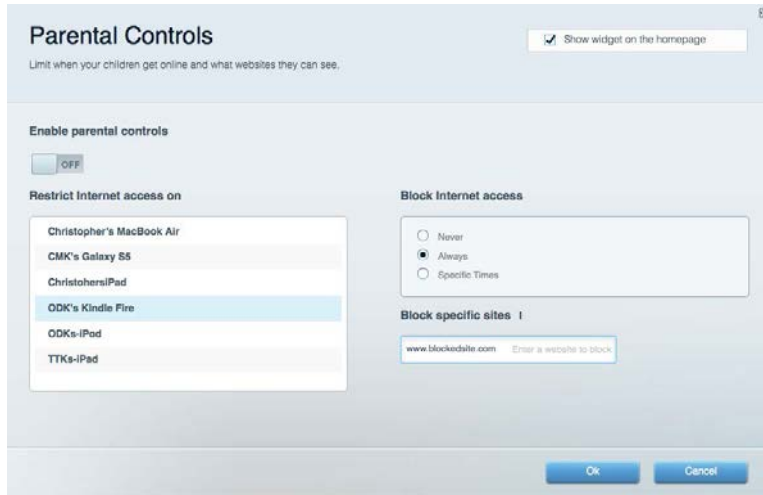 Parental Controls
Show widget on the homepage
Limit when your children get online and what websites they can see.
Enable parental controls
OFF
Restrict Internet access on
Christopher's MacBook Air
CMK's Galaxy S5
ChristohersiPad
ODK's Kindle Fire
ODKs-iPod
TTKs-iPad
Block Internet access
Never
Always
Specific Times
Block specific sites
www.blockedsite.com Enter a website to block
Ok Cancel